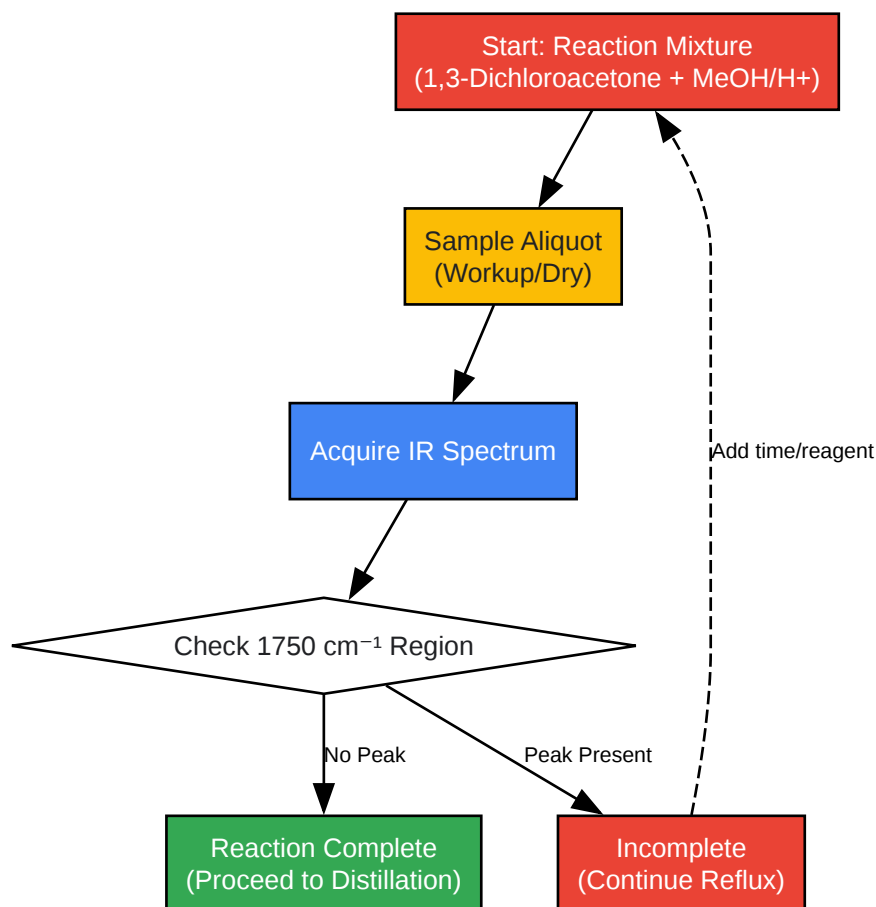 Start: Reaction Mixture
(1,3-Dichloroacetone + MeOH/H+)
Sample Aliquot
(Workup/Dry)
Acquire IR Spectrum
Add time/reagent
Check 1750 cm⁻¹ Region
No Peak
Peak Present
Reaction Complete
(Proceed to Distillation)
Incomplete
(Continue Reflux)